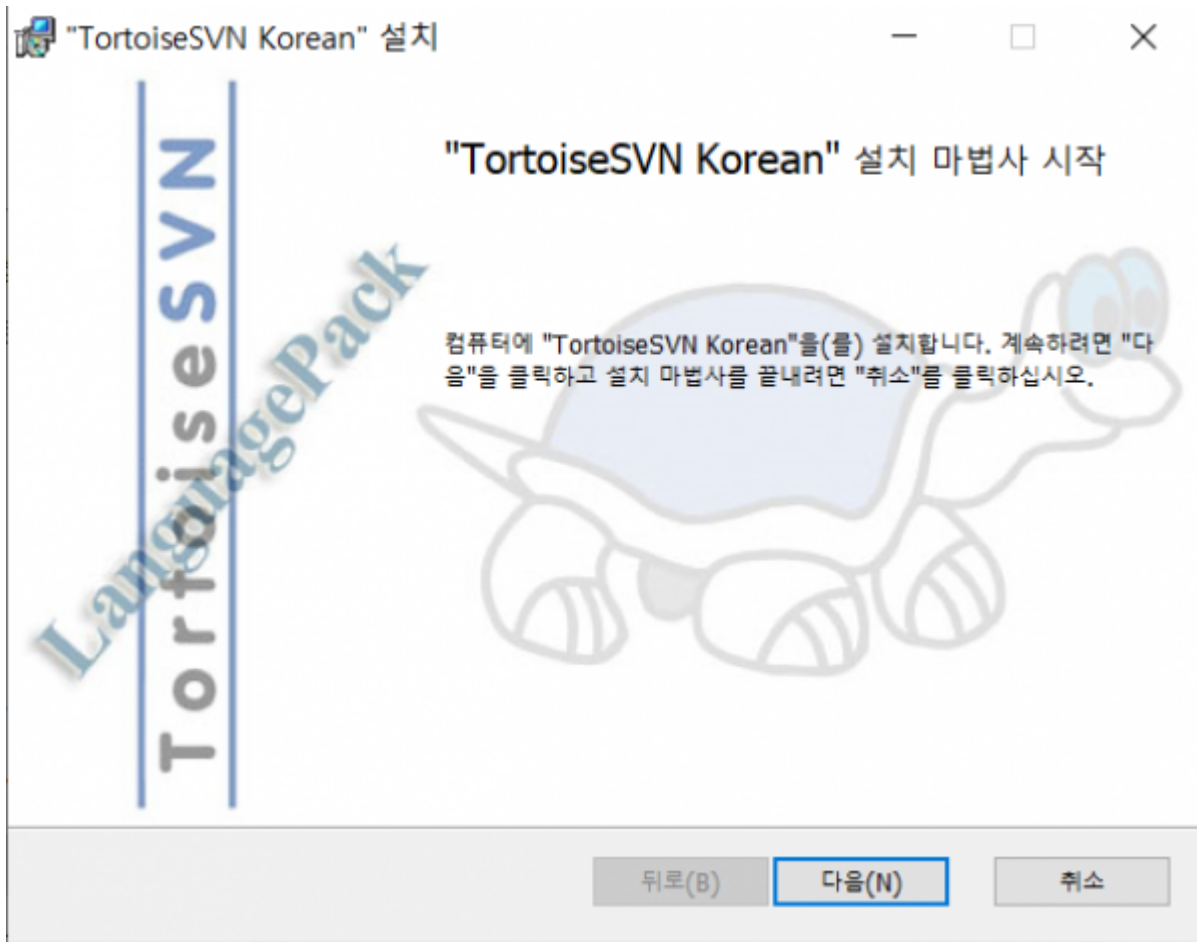 "TortoiseSVN Korean" 설치
TortoiseSVN
LanguagePack
"TortoiseSVN Korean" 설치 마법사 시작
컴퓨터에 "TortoiseSVN Korean"을(를) 설치합니다. 계속하려면 "다
음"을 클릭하고 설치 마법사를 끝내려면 "취소"를 클릭하십시오.
뒤로(B) 다음(N) 취소